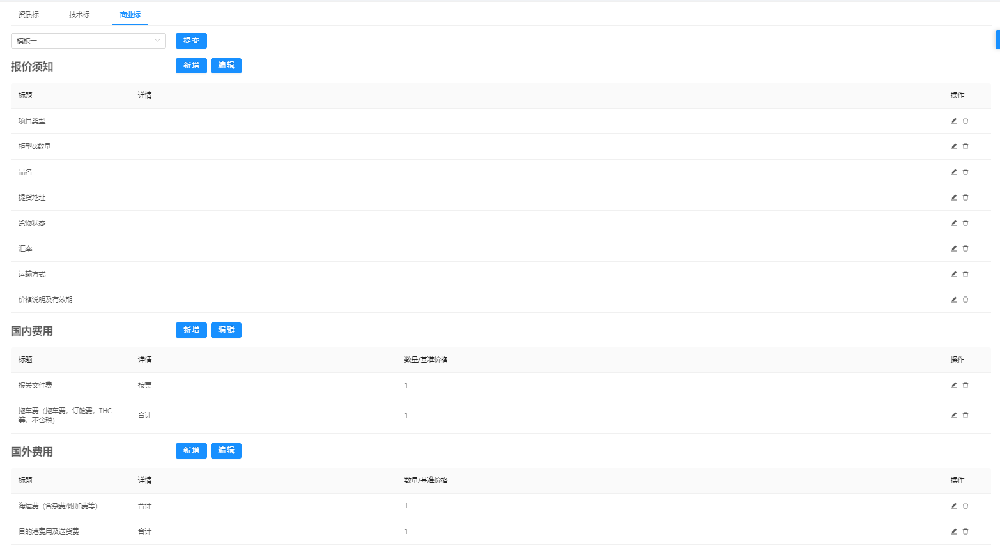 资质标 技术标 商业标
模板一 提交
报价须知 新增 编辑
标题 详情 操作
项目类型
柜型&数量
品名
提货地址
货物状态
汇率
运输方式
价格说明及有效期
国内费用 新增 编辑
标题 详情 数量/基准价格 操作
报关文件费 按票 1
拖车费（拖车费，订舱费，THC
等，不含税） 合计 1
国外费用 新增 编辑
标题 详情 数量/基准价格 操作
海运费（含杂费/附加费等） 合计 1
目的港费用及送货费 合计 1